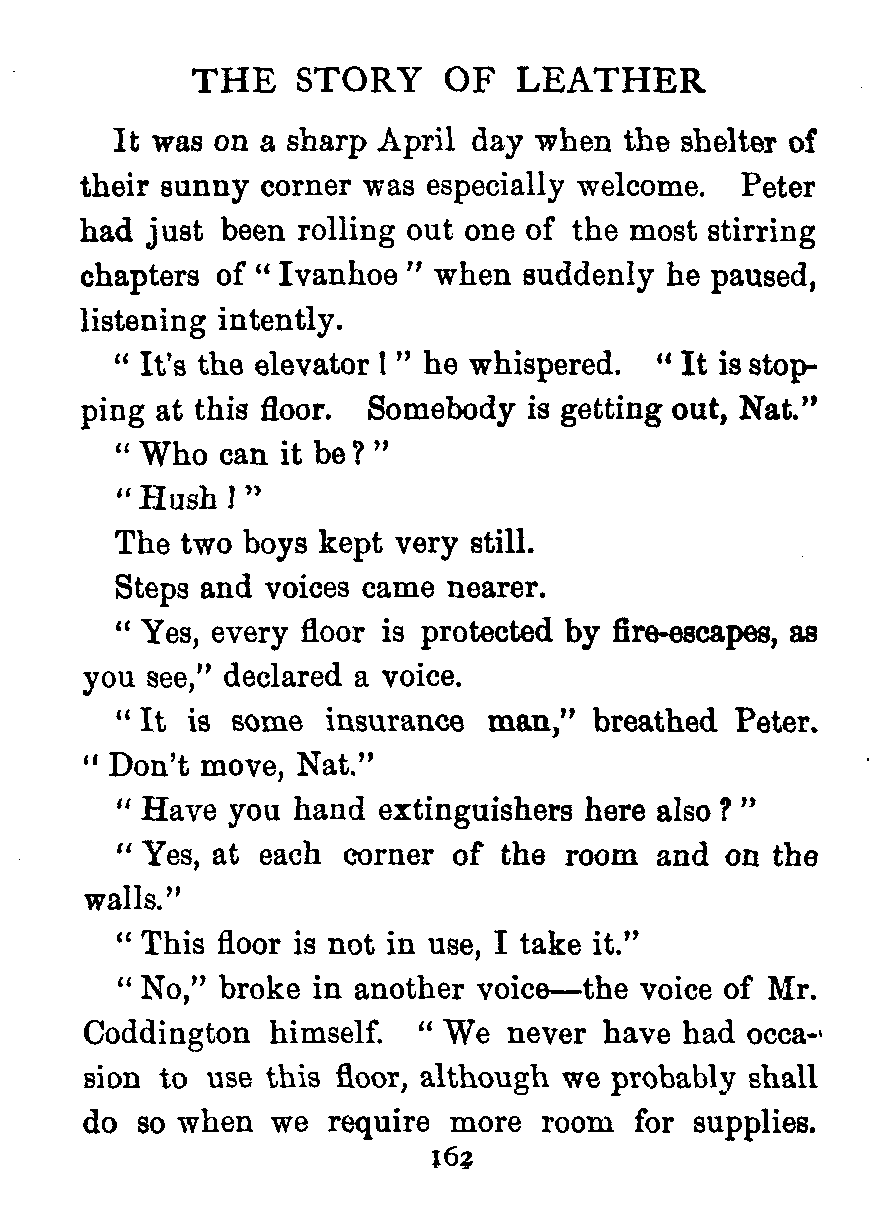 THE STORY OF LEATHER
It was on a sharp April day when the shelter of
their sunny corner was especially welcome. Peter
had just been rolling out one of the most stirring
chapters of “ Ivanhoe ” when suddenly he paused,
listening intently.
“ It’s the elevator ! ” he whispered. “ It is stop-
ping at this floor. Somebody is getting out, Nat.”
“ Who can it be ? ”
“ Hush ! ”
The two boys kept very still.
Steps and voices came nearer.
“ Yes, every floor is protected by fire-escapes, as
you see,” declared a voice.
“ It is some insurance man,” breathed Peter.
“ Don’t move, Nat.”
“ Have you hand extinguishers here also ? ”
“ Yes, at each corner of the room and on the
walls.”
“ This floor is not in use, I take it.”
“ No,” broke in another voice—the voice of Mr.
Coddington himself. “ We never have had occa-
sion to use this floor, although we probably shall
do so when we require more room for supplies.
162